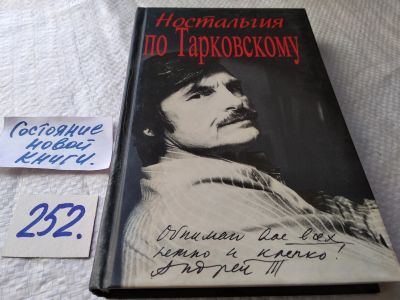 Ностальгия
по Тарковскому
Состояние
новой
книги.
252.
Обнимаю вас всех
нежно и крепко!
Андрей Т